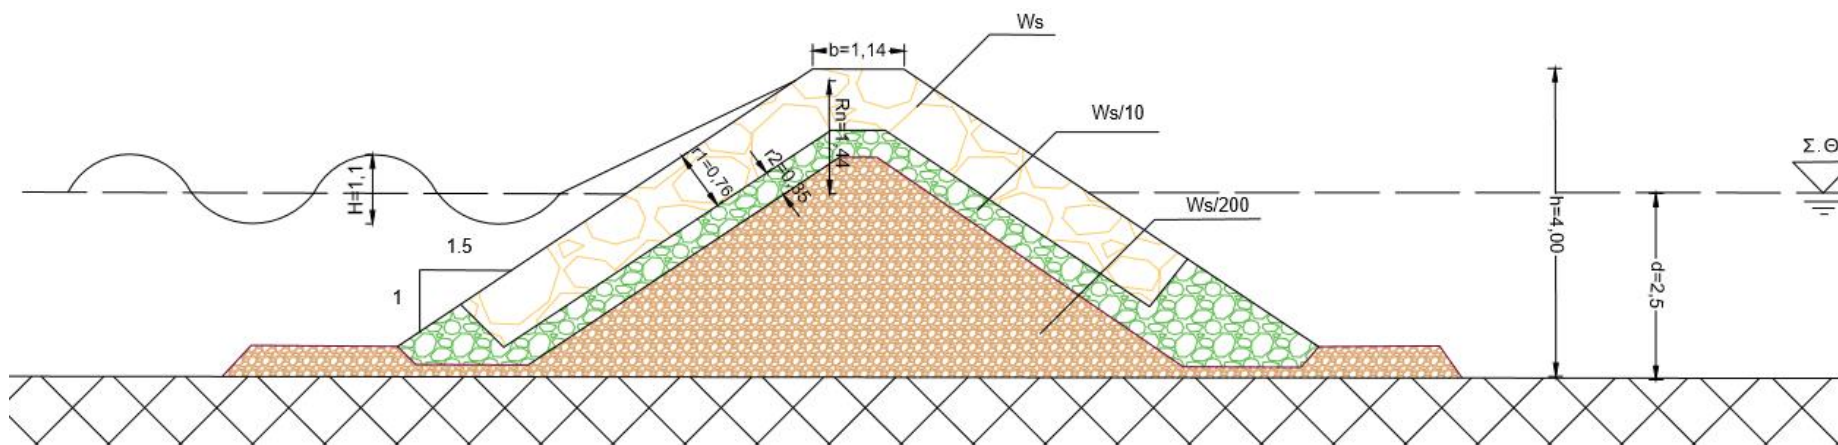 Ws
b=1,14
Ws/10
Σ.Θ
Rn=1,44
r1=0,76
r2=0,35
H=1,1
Ws/200
h=4,00
1.5
d=2,5
1